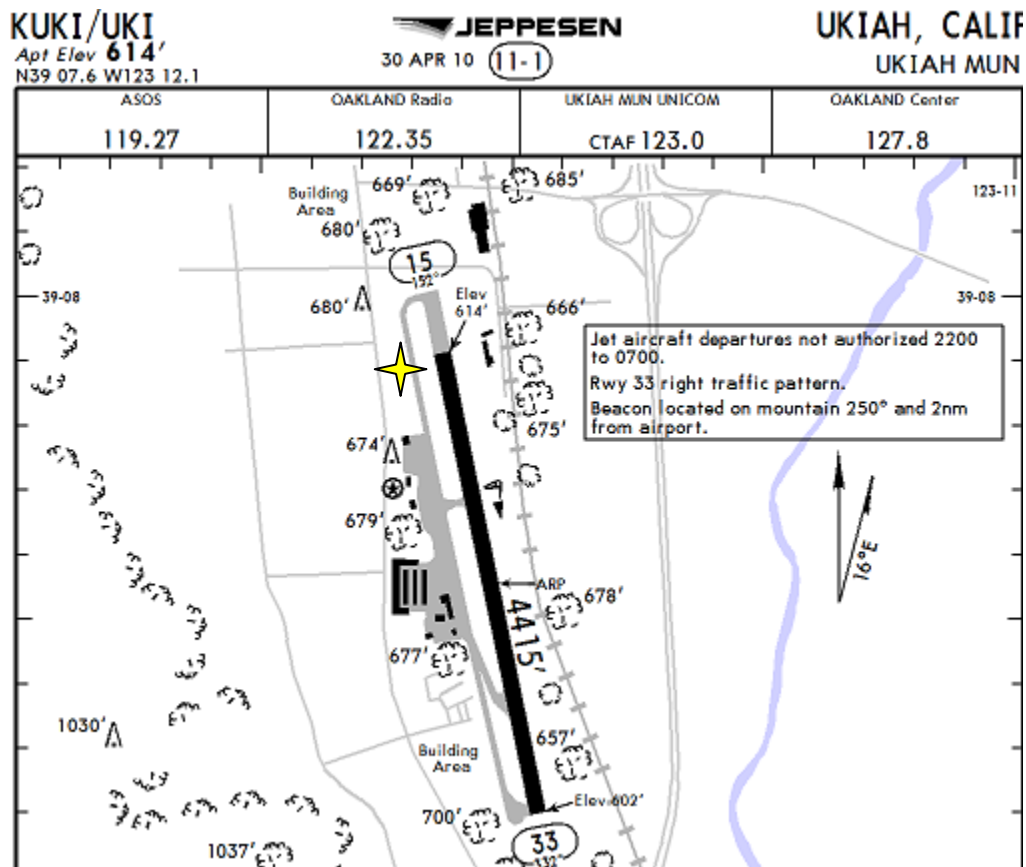 KUKI/UKI
Apt Elev 614'
N39 07.6 W123 12.1
JEPPESEN
30 APR 10 11-1
UKIAH, CALIF
UKIAH MUN
ASOS
119.27
OAKLAND Radio
122.35
UKIAH MUN UNICOM
CTAF 123.0
OAKLAND Center
127.8
123-11
Building
Area
669'
685'
680'
15
152°
39-08
680'
Elev
614'
666'
39-08
Jet aircraft departures not authorized 2200
to 0700.
Rwy 33 right traffic pattern.
Beacon located on mountain 250° and 2nm
from airport.
675'
674'
679'
16°E
ARP
678'
4415'
677'
1030'
657'
Building
Area
Elev 602'
700'
33
332°
1037'